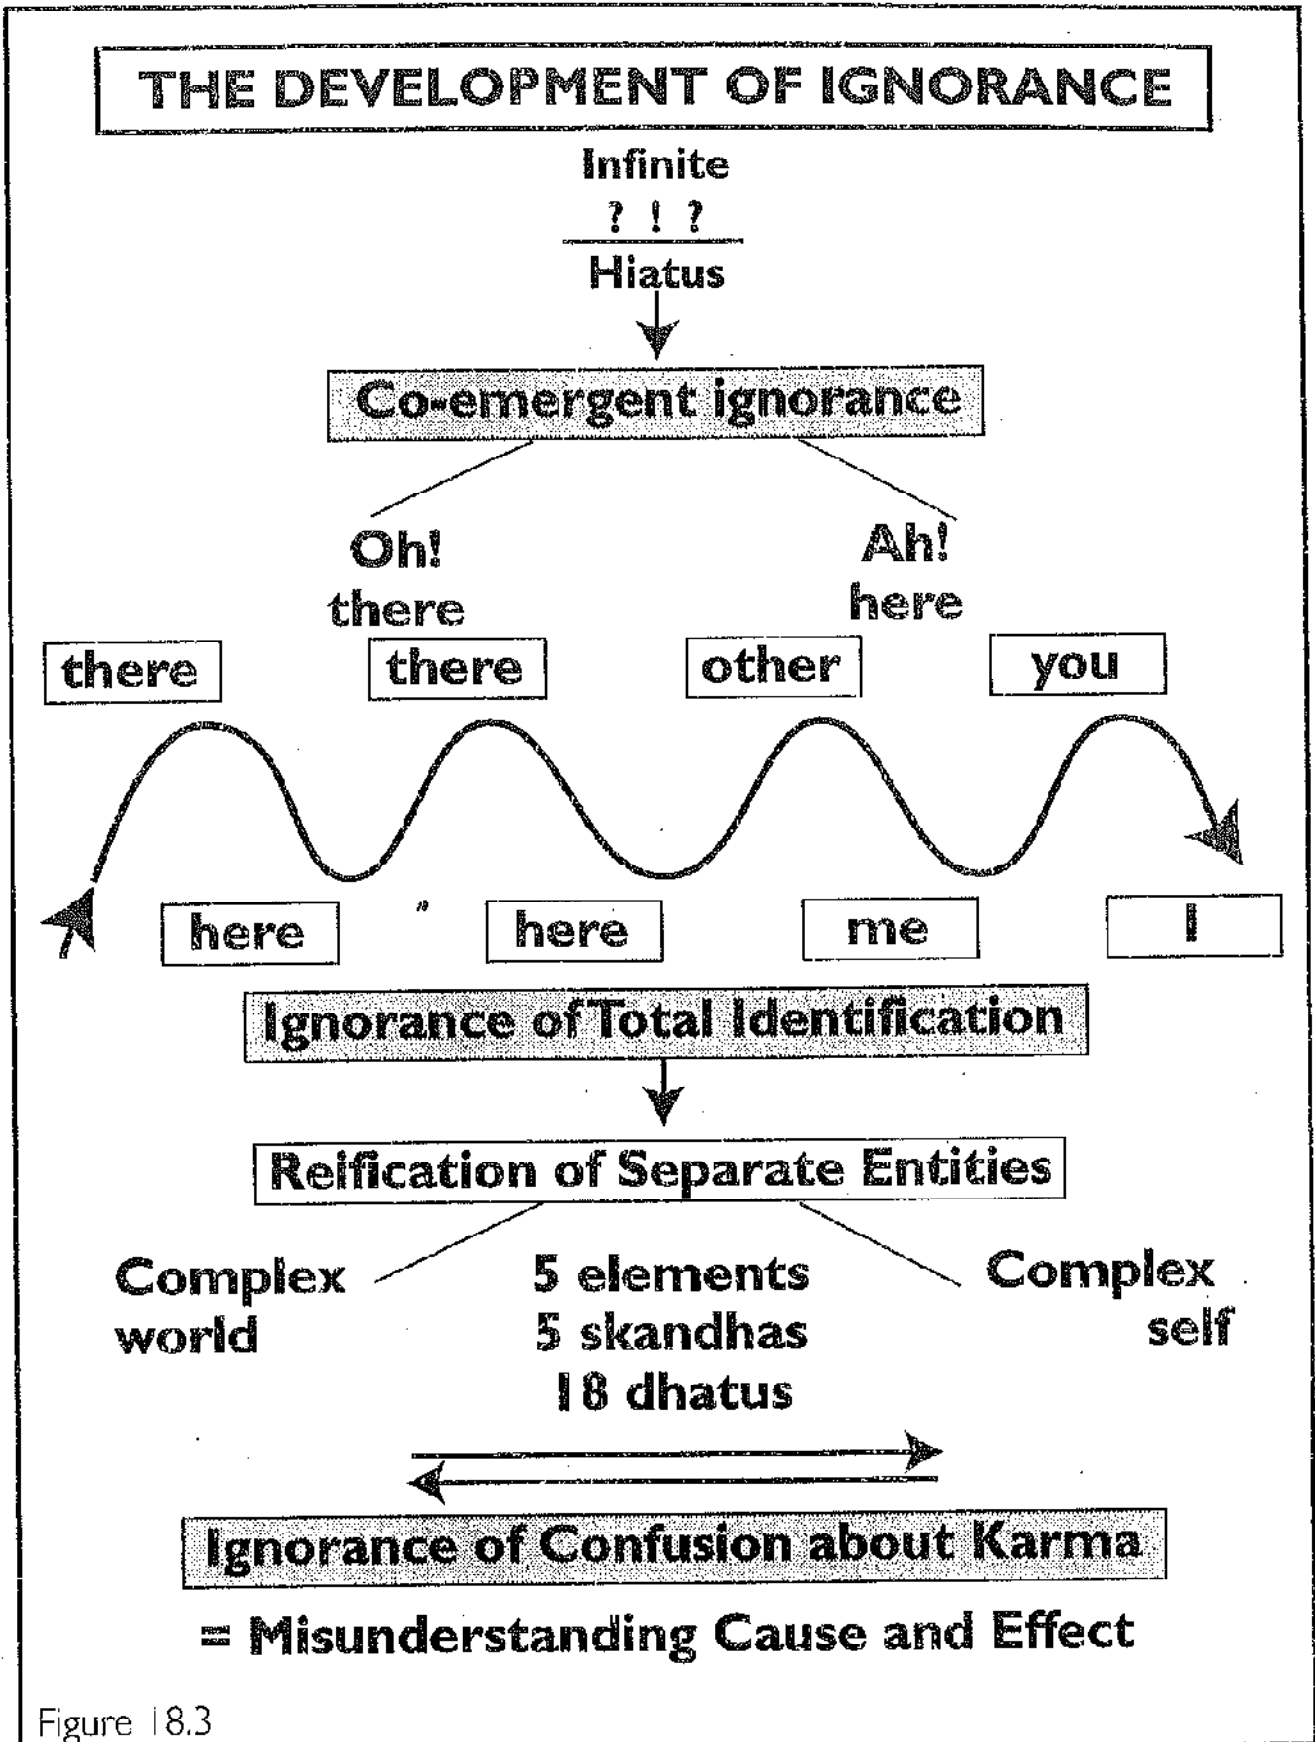 THE DEVELOPMENT OF IGNORANCE
Infinite
? ! ?
Hiatus
Co-emergent ignorance
Oh!
there
Ah!
here
there
there
other
you
here
here
me
I
Ignorance of Total Identification
Reification of Separate Entities
Complex
world
5 elements
5 skandhas
18 dhatus
Complex
self
Ignorance of Confusion about Karma
= Misunderstanding Cause and Effect
Figure 18.3